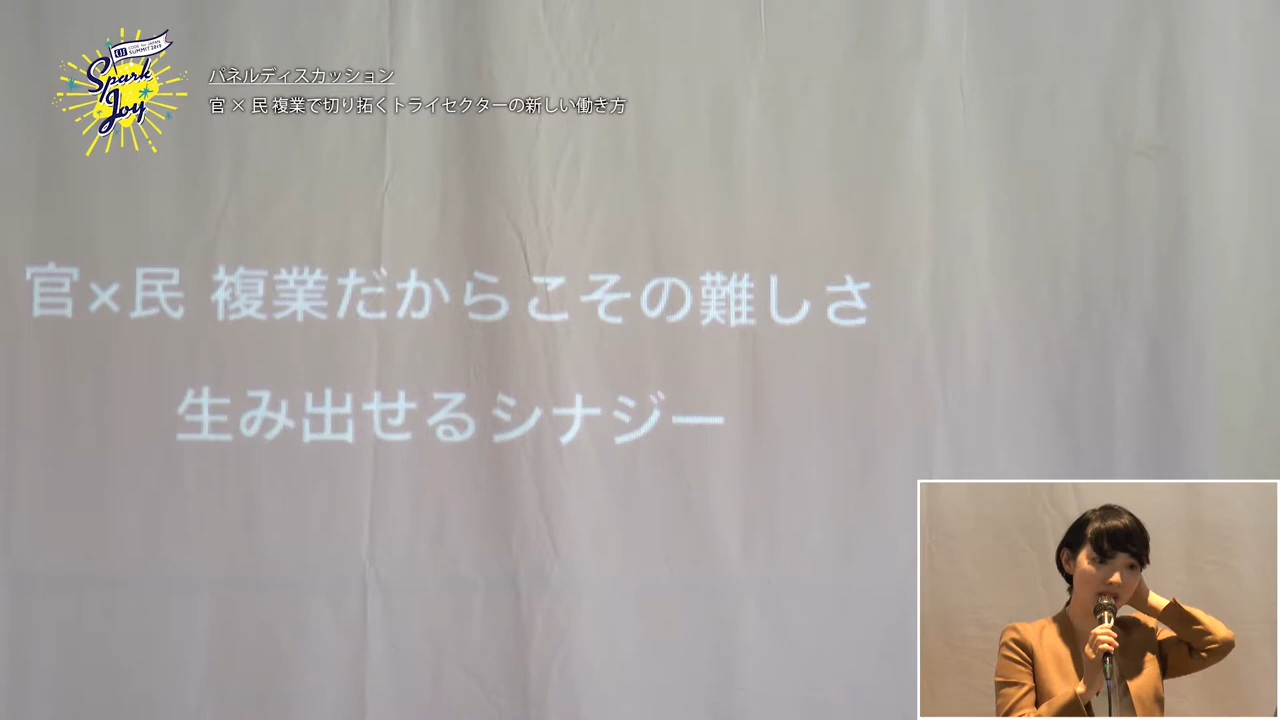 CODE for JAPAN
SUMMIT 2019
Spark
Joy
パネルディスカッション
官 × 民 複業で切り拓くトライセクターの新しい働き方
官×民 複業だからこその難しさ
生み出せるシナジー